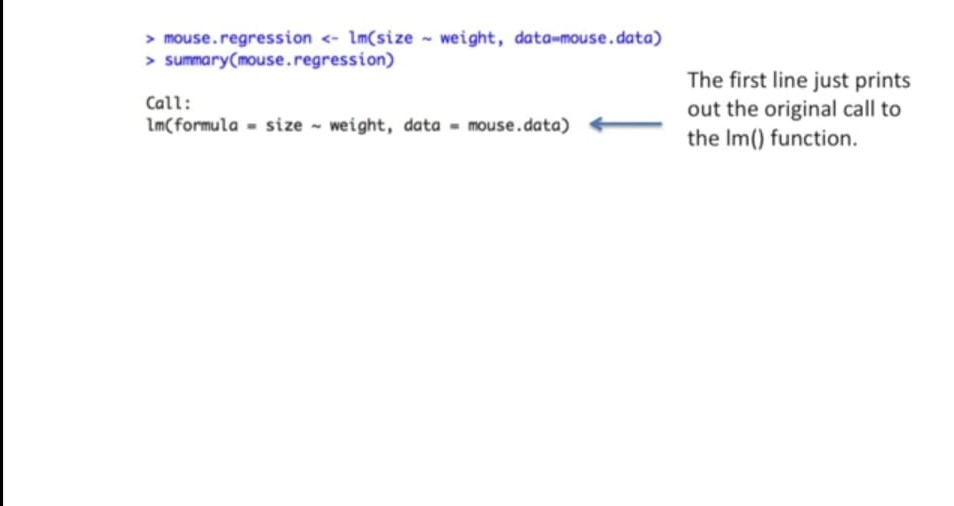 > mouse.regression <- lm(size ~ weight, data=mouse.data)
> summary(mouse.regression)
Call:
lm(formula = size ~ weight, data = mouse.data)
The first line just prints
out the original call to
the lm() function.